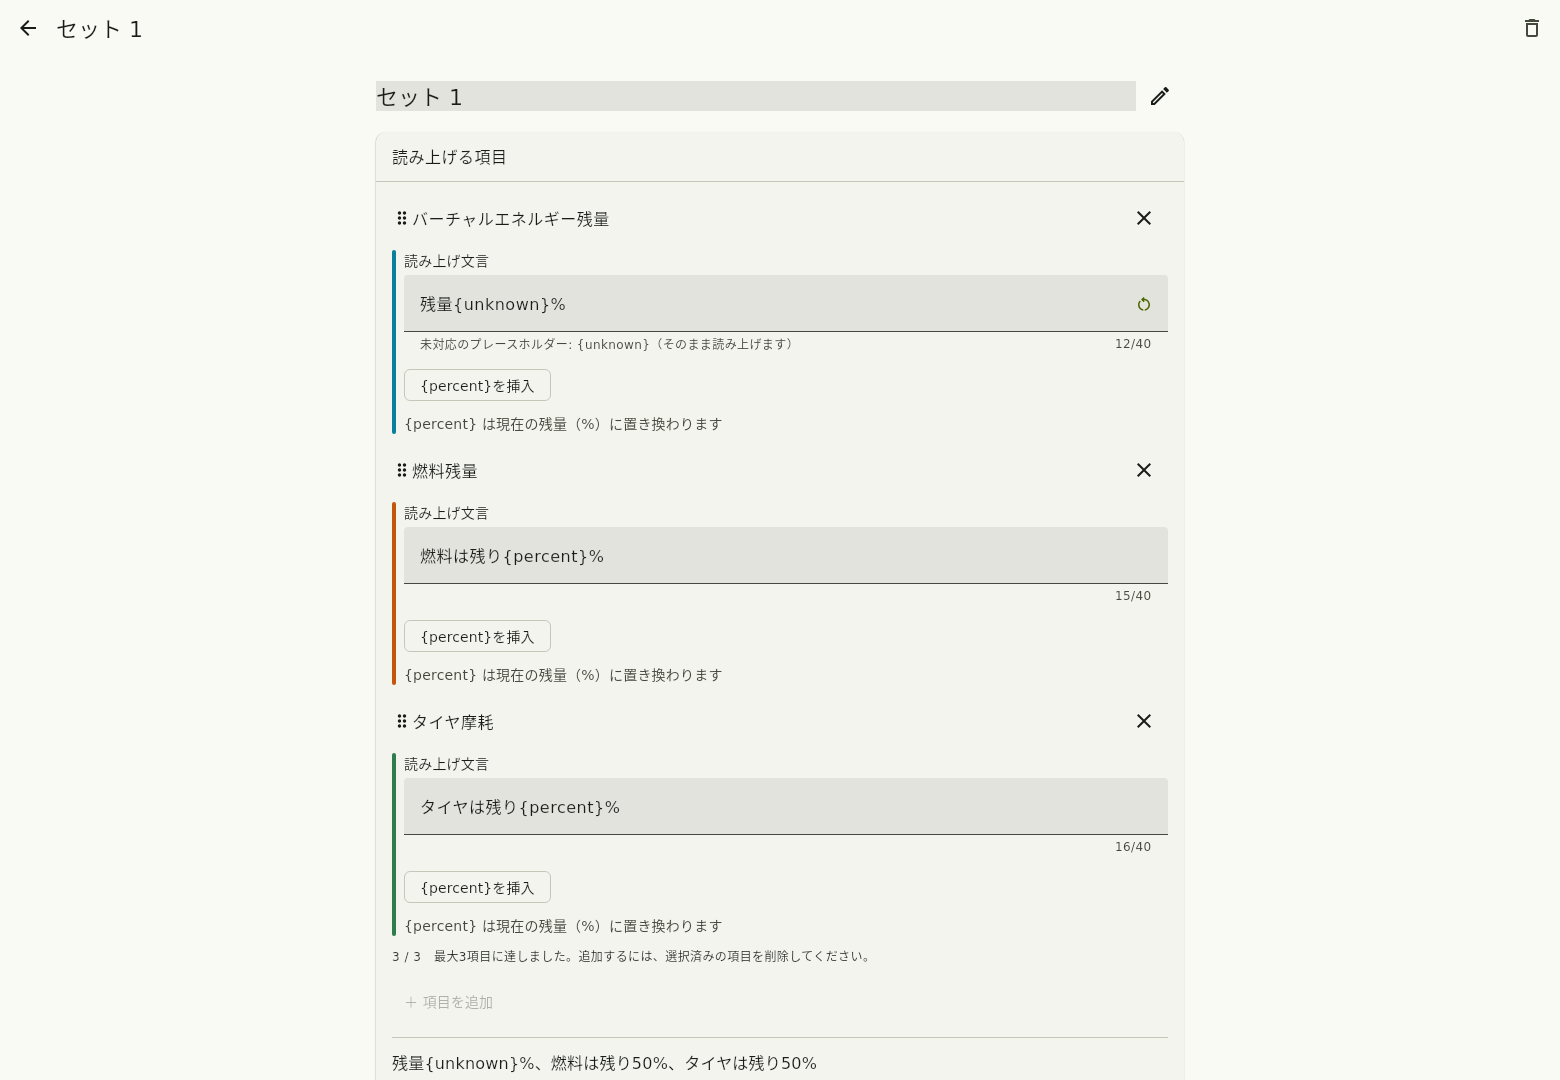 セット 1
セット 1
読み上げる項目
バーチャルエネルギー残量
読み上げ文言
残量{unknown}%
未対応のプレースホルダー: {unknown}（そのまま読み上げます） 12/40
{percent}を挿入
{percent} は現在の残量（%）に置き換わります
燃料残量
読み上げ文言
燃料は残り{percent}%
15/40
{percent}を挿入
{percent} は現在の残量（%）に置き換わります
タイヤ摩耗
読み上げ文言
タイヤは残り{percent}%
16/40
{percent}を挿入
{percent} は現在の残量（%）に置き換わります
3 / 3　最大3項目に達しました。追加するには、選択済みの項目を削除してください。
＋ 項目を追加
残量{unknown}%、燃料は残り50%、タイヤは残り50%